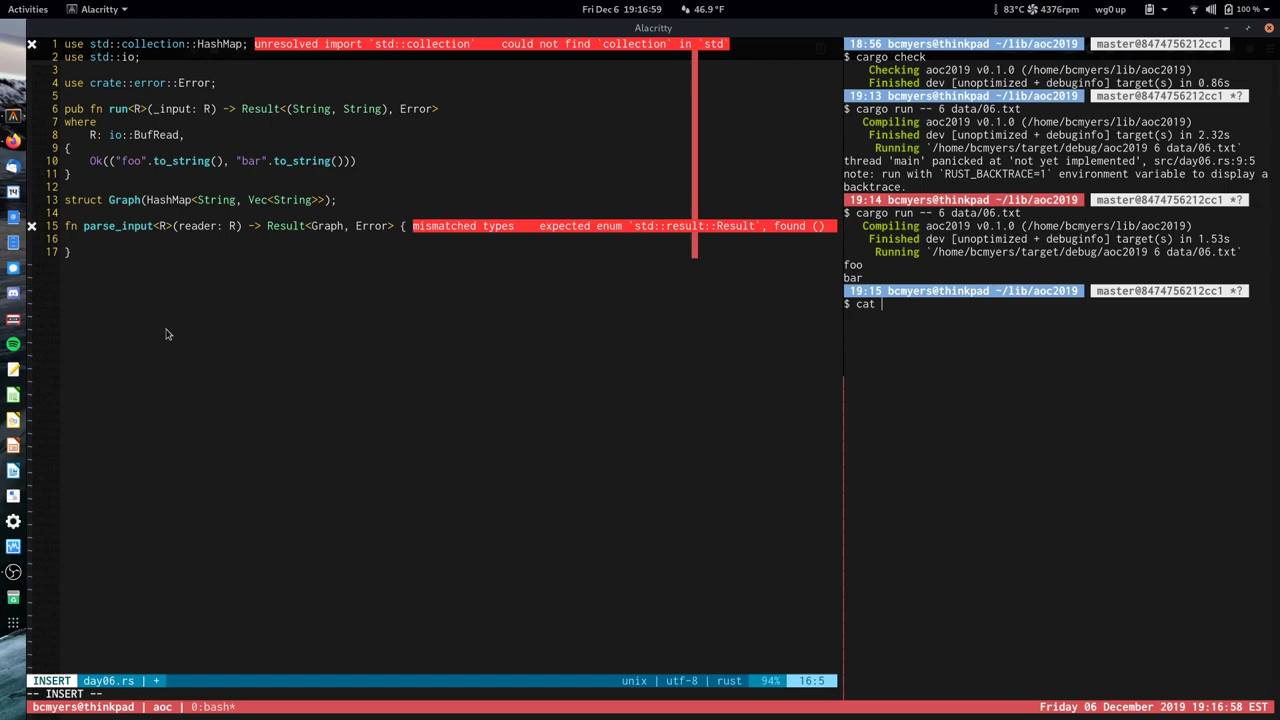 Activities
Alacritty
Fri Dec 6 19:16:59
46.9 °F
83°C
4376rpm
wg0 up
100 %
Alacritty
1 use std::collection::HashMap; unresolved import `std::collection` could not find `collection` in `std`
2 use std::io;
3
4 use crate::error::Error;
5
6 pub fn run<R>(_input: R) -> Result<(String, String), Error>
7 where
8 R: io::BufRead,
9 {
10 Ok(("foo".to_string(), "bar".to_string()))
11 }
12
13 struct Graph(HashMap<String, Vec<String>>);
14
15 fn parse_input<R>(reader: R) -> Result<Graph, Error> { mismatched types expected enum `std::result::Result`, found ()
16
17 }
INSERT day06.rs | + unix | utf-8 | rust 94% 16:5
-- INSERT --
18:56 bcmyers@thinkpad ~/lib/aoc2019 master@8474756212cc1
$ cargo check
Checking aoc2019 v0.1.0 (/home/bcmyers/lib/aoc2019)
Finished dev [unoptimized + debuginfo] target(s) in 0.86s
19:13 bcmyers@thinkpad ~/lib/aoc2019 master@8474756212cc1 *?
$ cargo run -- 6 data/06.txt
Compiling aoc2019 v0.1.0 (/home/bcmyers/lib/aoc2019)
Finished dev [unoptimized + debuginfo] target(s) in 2.32s
Running `/home/bcmyers/target/debug/aoc2019 6 data/06.txt`
thread 'main' panicked at 'not yet implemented', src/day06.rs:9:5
note: run with `RUST_BACKTRACE=1` environment variable to display a
backtrace.
19:14 bcmyers@thinkpad ~/lib/aoc2019 master@8474756212cc1 *?
$ cargo run -- 6 data/06.txt
Compiling aoc2019 v0.1.0 (/home/bcmyers/lib/aoc2019)
Finished dev [unoptimized + debuginfo] target(s) in 1.53s
Running `/home/bcmyers/target/debug/aoc2019 6 data/06.txt`
foo
bar
19:15 bcmyers@thinkpad ~/lib/aoc2019 master@8474756212cc1 *?
$ cat
bcmyers@thinkpad | aoc | 0:bash* Friday 06 December 2019 19:16:58 EST